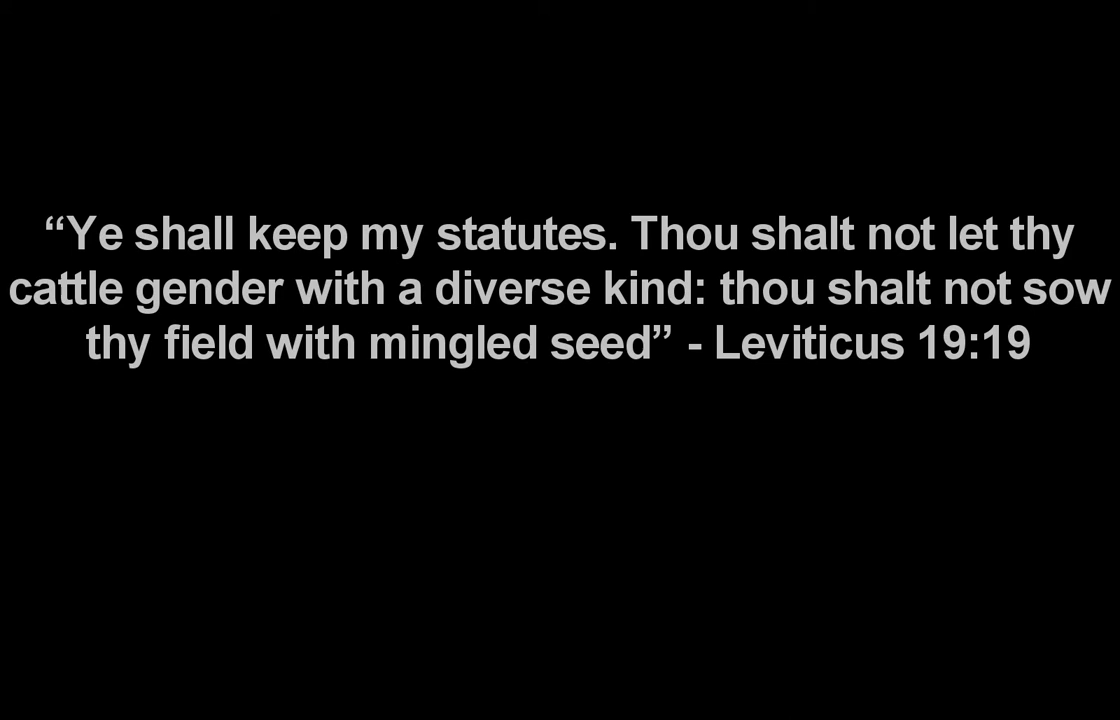 “Ye shall keep my statutes. Thou shalt not let thy
cattle gender with a diverse kind: thou shalt not sow
thy field with mingled seed” - Leviticus 19:19